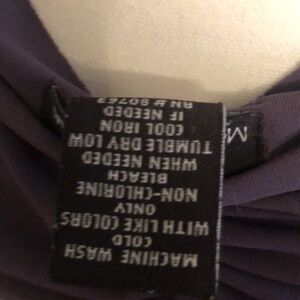 MACHINE WASH
COLD
WITH LIKE COLORS
ONLY
NON-CHLORINE
BLEACH
WHEN NEEDED
TUMBLE DRY LOW
COOL IRON
IF NEEDED
RN# 80763
M